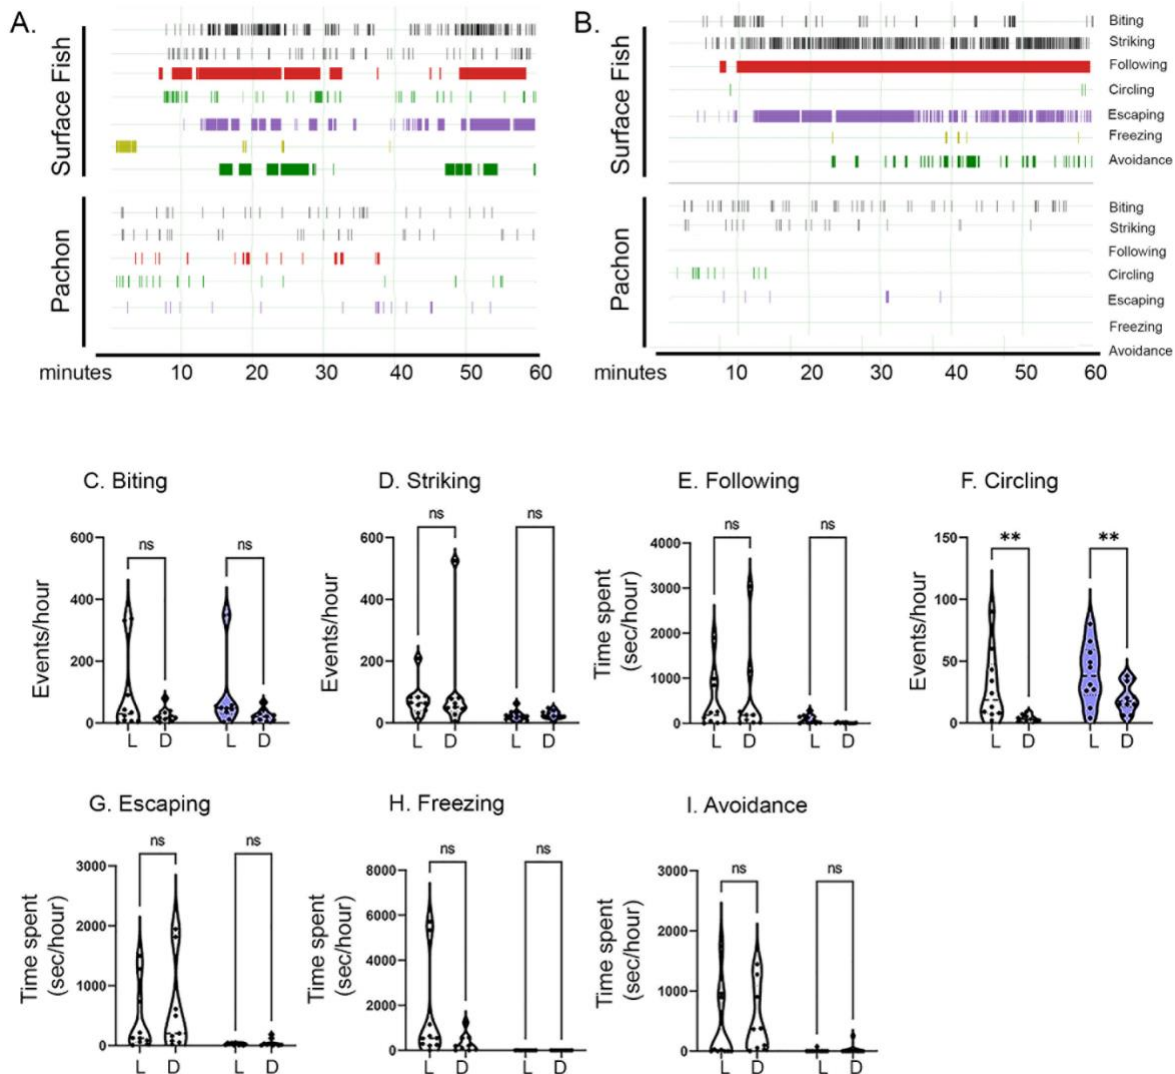 A.
Surface Fish
Pachon
minutes 10 20 30 40 50 60
B.
Surface Fish
Biting
Striking
Following
Circling
Escaping
Freezing
Avoidance
Pachon
Biting
Striking
Following
Circling
Escaping
Freezing
Avoidance
minutes 10 20 30 40 50 60
C. Biting
Events/hour
600
400
200
0
ns ns
L D L D
D. Striking
Events/hour
600
400
200
0
ns ns
L D L D
E. Following
Time spent
(sec/hour)
4000
3000
2000
1000
0
ns ns
L D L D
F. Circling
Events/hour
150
100
50
0
** **
L D L D
G. Escaping
Time spent
(sec/hour)
3000
2000
1000
0
ns ns
L D L D
H. Freezing
Time spent
(sec/hour)
8000
6000
4000
2000
0
ns ns
L D L D
I. Avoidance
Time spent
(sec/hour)
3000
2000
1000
0
ns ns
L D L D